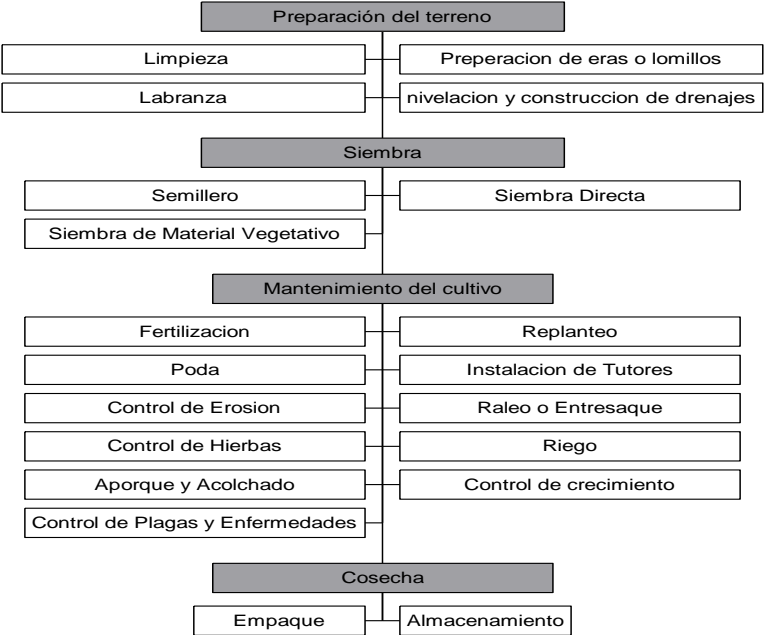 Preparación del terreno
Limpieza
Preperacion de eras o lomillos
Labranza
nivelacion y construccion de drenajes
Siembra
Semillero
Siembra Directa
Siembra de Material Vegetativo
Mantenimiento del cultivo
Fertilizacion
Replanteo
Poda
Instalacion de Tutores
Control de Erosion
Raleo o Entresaque
Control de Hierbas
Riego
Aporque y Acolchado
Control de crecimiento
Control de Plagas y Enfermedades
Cosecha
Empaque
Almacenamiento